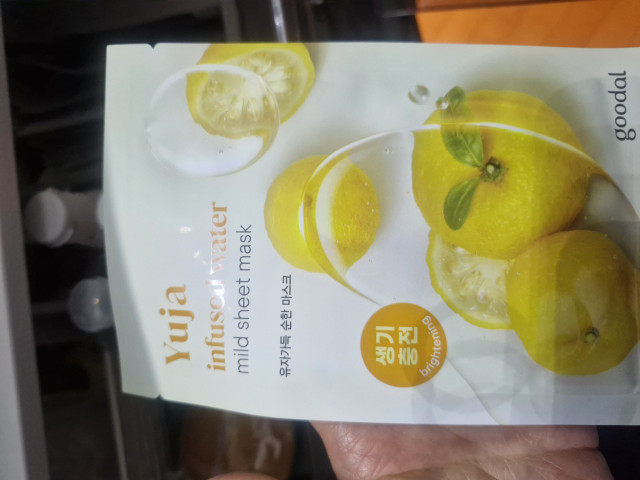 goodal
Yuja
infused water
mild sheet mask
유자가득 순한 마스크
생기
충전
brightening